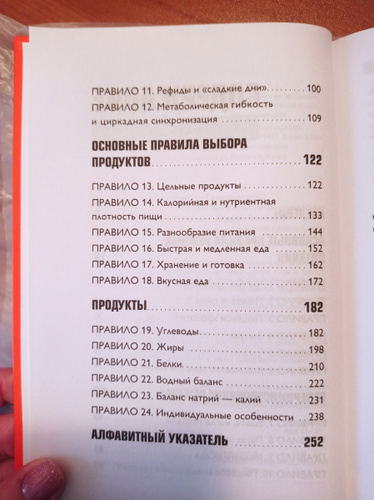 ПРАВИЛО 11. Рефиды и «сладкие дни» 100
ПРАВИЛО 12. Метаболическая гибкость
и циркадная синхронизация 109
ОСНОВНЫЕ ПРАВИЛА ВЫБОРА
ПРОДУКТОВ 122
ПРАВИЛО 13. Цельные продукты 122
ПРАВИЛО 14. Калорийная и нутриентная
плотность пищи 133
ПРАВИЛО 15. Разнообразие питания 144
ПРАВИЛО 16. Быстрая и медленная еда 152
ПРАВИЛО 17. Хранение и готовка 162
ПРАВИЛО 18. Вкусная еда 172
ПРОДУКТЫ 182
ПРАВИЛО 19. Углеводы 182
ПРАВИЛО 20. Жиры 198
ПРАВИЛО 21. Белки 210
ПРАВИЛО 22. Водный баланс 221
ПРАВИЛО 23. Баланс натрий — калий 231
ПРАВИЛО 24. Индивидуальные особенности 238
АЛФАВИТНЫЙ УКАЗАТЕЛЬ 252